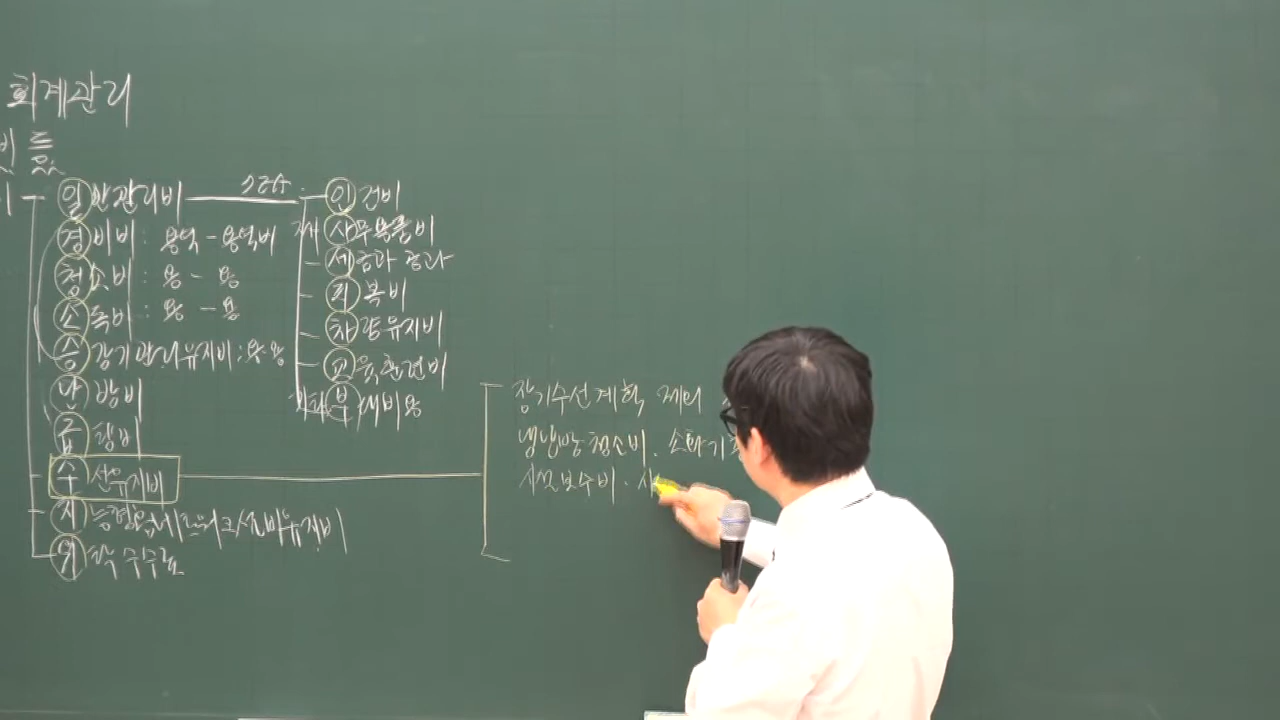 회계관리
일반관리비
인건비
경비비 : 용역 - 용역비
사무용품비
청소비 : 용 - 용
세금과 공과
소독비 : 용 - 용
피복비
승강기관리유지비 : 용·용
차량유지비
난방비
교육훈련비
급탕비
부대비용
수선유지비
장기수선계획 제외
냉난방 청소비. 소화기
시설보수비.
지능형홈네트워크설비유지비
위탁수수료